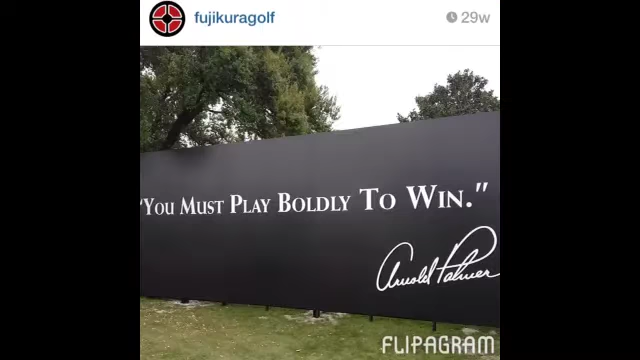 fujikuragolf
29w
"YOU MUST PLAY BOLDLY TO WIN."
Arnold Palmer
FLIPAGRAM